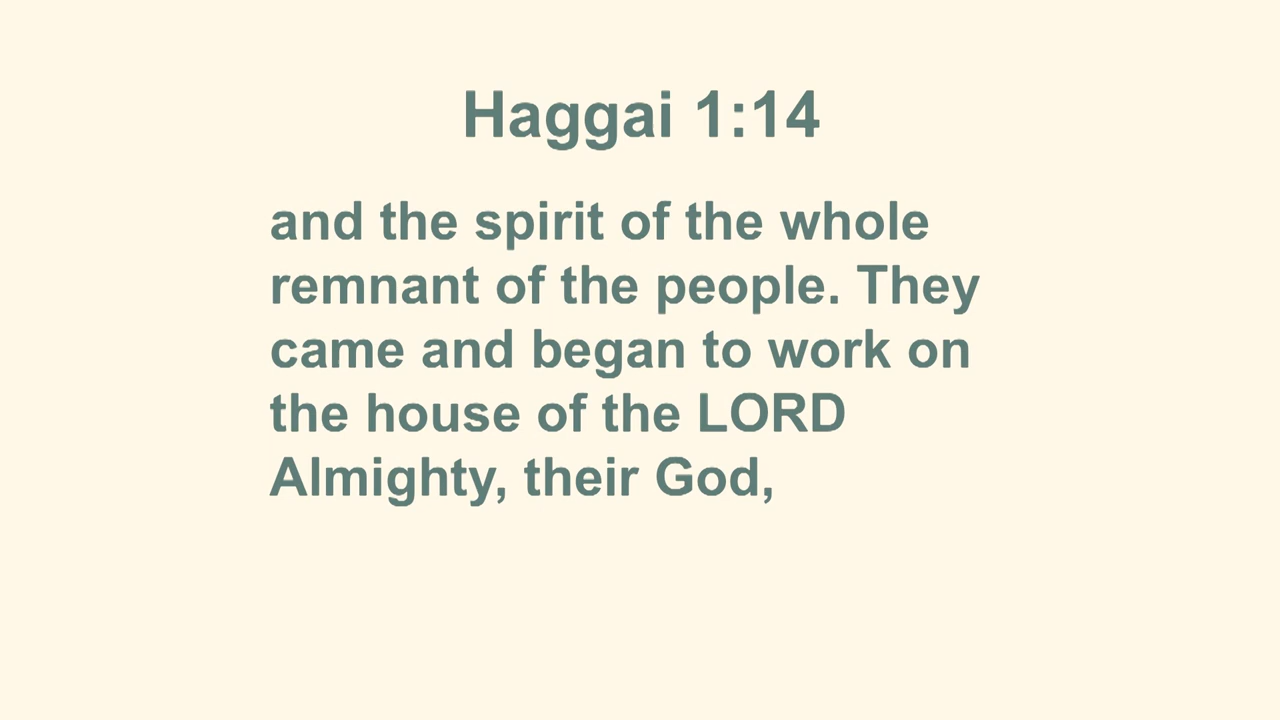 Haggai 1:14
and the spirit of the whole
remnant of the people. They
came and began to work on
the house of the LORD
Almighty, their God,